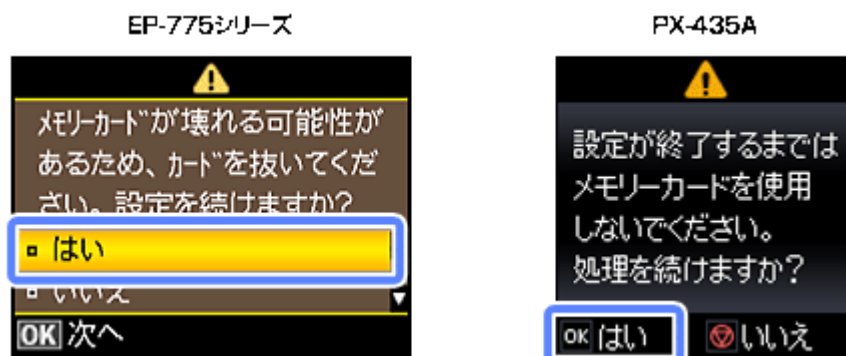 EP-775シリーズ
メモリーカードが壊れる可能性が
あるため、カードを抜いてくだ
さい。設定を続けますか?
はい
いいえ
OK 次へ
PX-435A
設定が終了するまでは
メモリーカードを使用
しないでください。
処理を続けますか?
OK はい いいえ